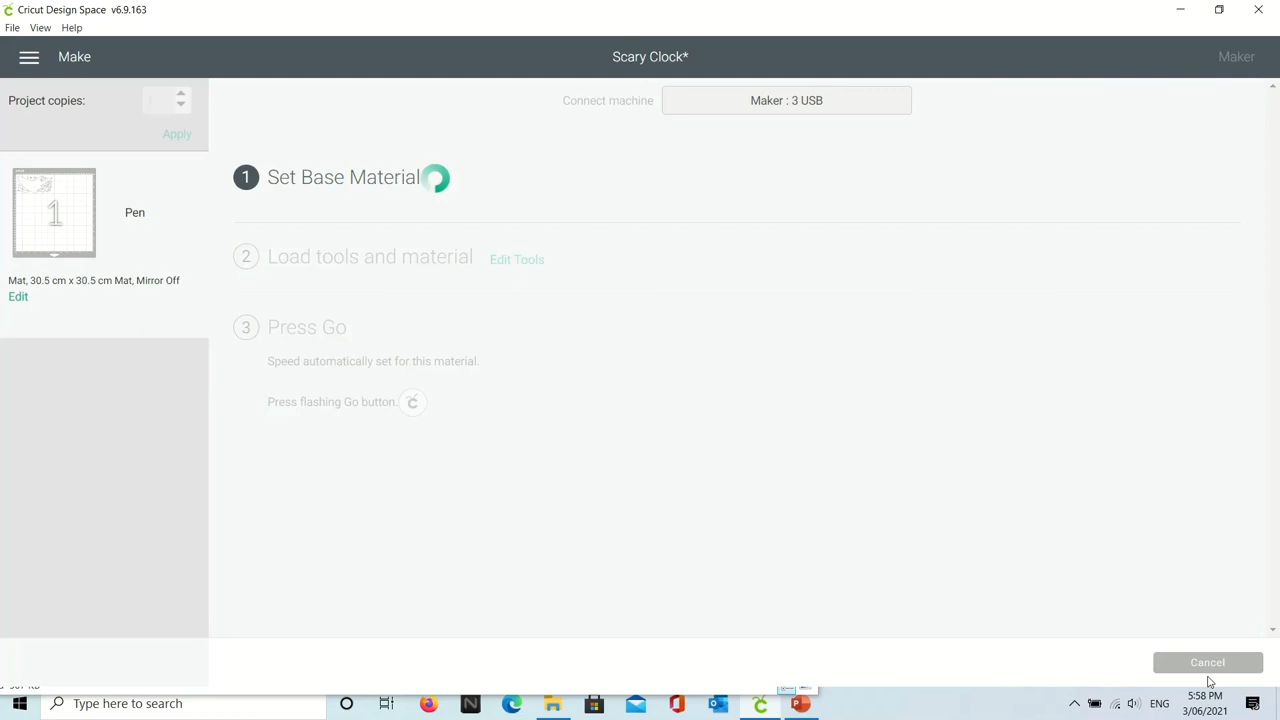 Cricut Design Space v6.9.163
File View Help
Make
Scary Clock*
Maker
Project copies:
Apply
Connect machine
Maker : 3 USB
1
Pen
Mat, 30.5 cm x 30.5 cm Mat, Mirror Off
Edit
1 Set Base Material
2 Load tools and material Edit Tools
3 Press Go
Speed automatically set for this material.
Press flashing Go button.
Cancel
Type here to search
ENG
5:58 PM
3/06/2021